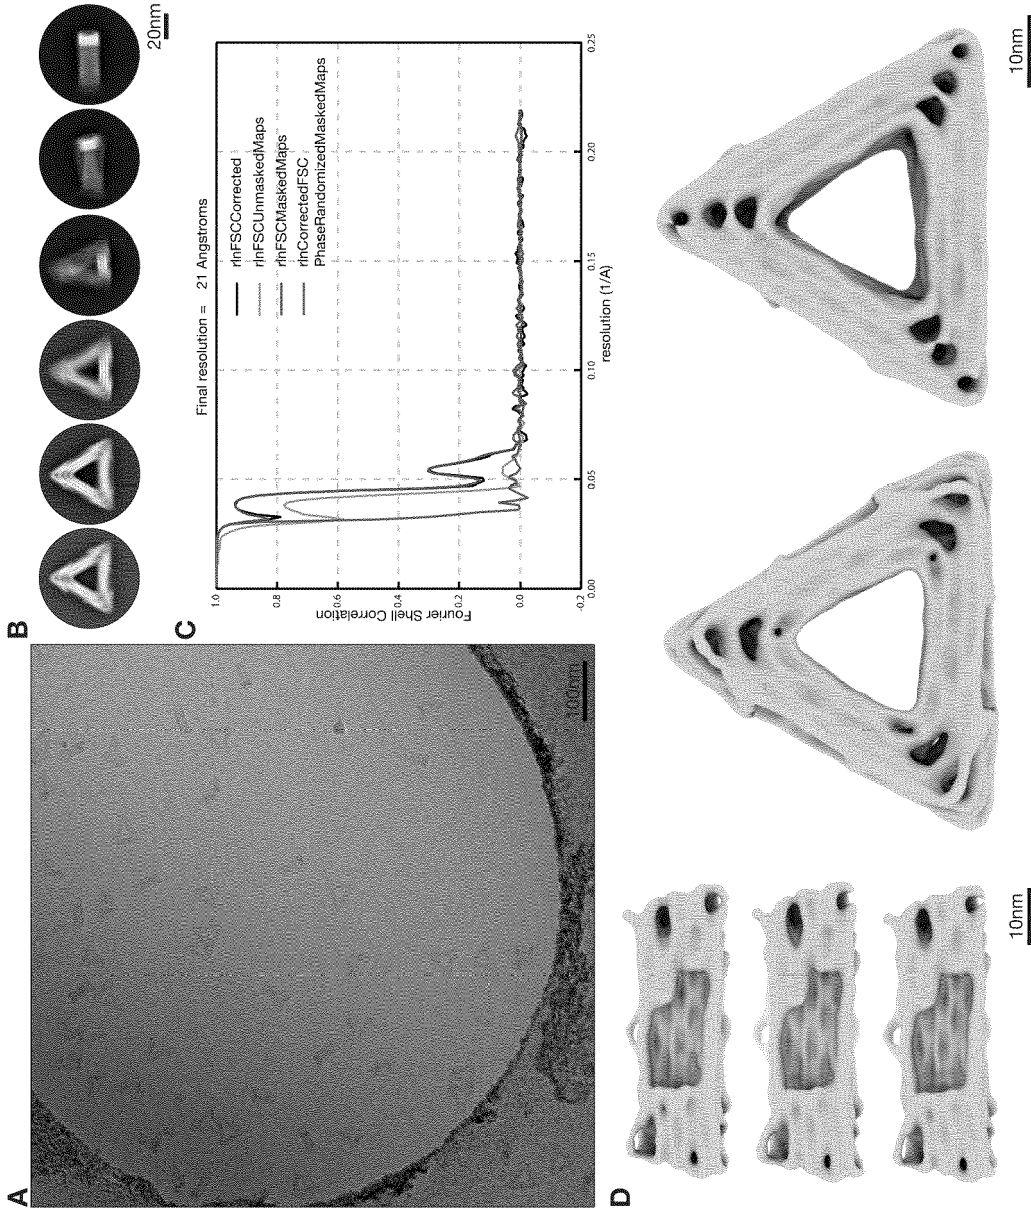 A
100nm
B
20nm
C
Final resolution = 21 Angstroms
rlnFSCCorrected
rlnFSCUnmaskedMaps
rlnFSCMaskedMaps
rlnCorrectedFSC
PhaseRandomizedMaskedMaps
Fourier Shell Correlation
1.0
0.8
0.6
0.4
0.2
0.0
-0.2
0.00
0.05
0.10
0.15
0.20
0.25
resolution (1/A)
D
10nm
10nm